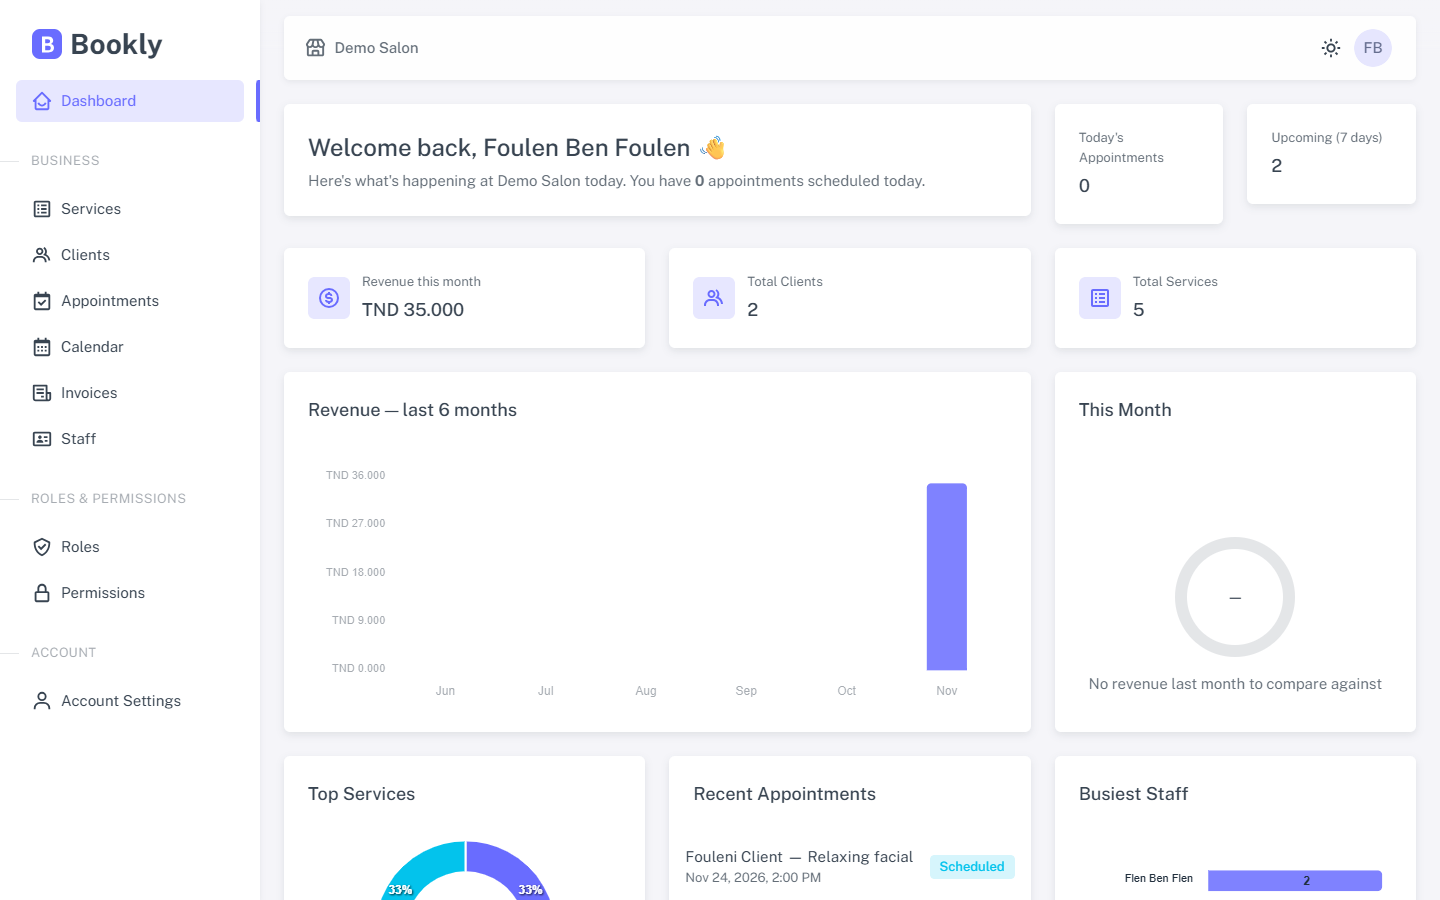 B Bookly
Dashboard
BUSINESS
Services
Clients
Appointments
Calendar
Invoices
Staff
ROLES & PERMISSIONS
Roles
Permissions
ACCOUNT
Account Settings
Demo Salon
FB
Welcome back, Foulen Ben Foulen 👋
Here's what's happening at Demo Salon today. You have 0 appointments scheduled today.
Today's
Appointments
0
Upcoming (7 days)
2
Revenue this month
TND 35.000
Total Clients
2
Total Services
5
Revenue — last 6 months
TND 36.000
TND 27.000
TND 18.000
TND 9.000
TND 0.000
Jun Jul Aug Sep Oct Nov
This Month
—
No revenue last month to compare against
Top Services
33% 33%
Recent Appointments
Fouleni Client — Relaxing facial
Nov 24, 2026, 2:00 PM
Scheduled
Busiest Staff
Flen Ben Flen 2